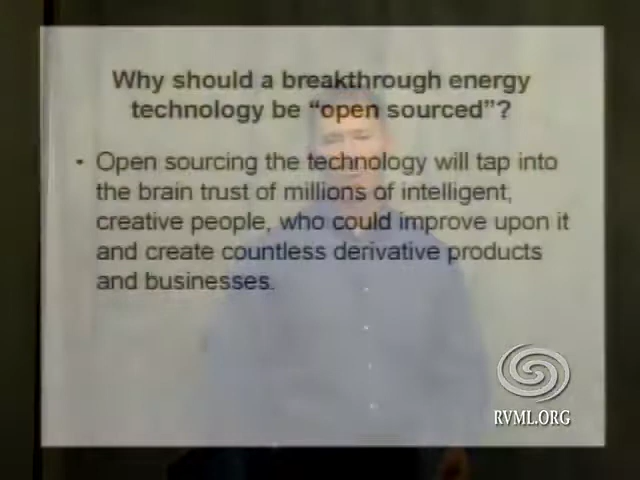 Why should a breakthrough energy
technology be “open sourced”?
• Open sourcing the technology will tap into
the brain trust of millions of intelligent,
creative people, who could improve upon it
and create countless derivative products
and businesses.
RVML.ORG